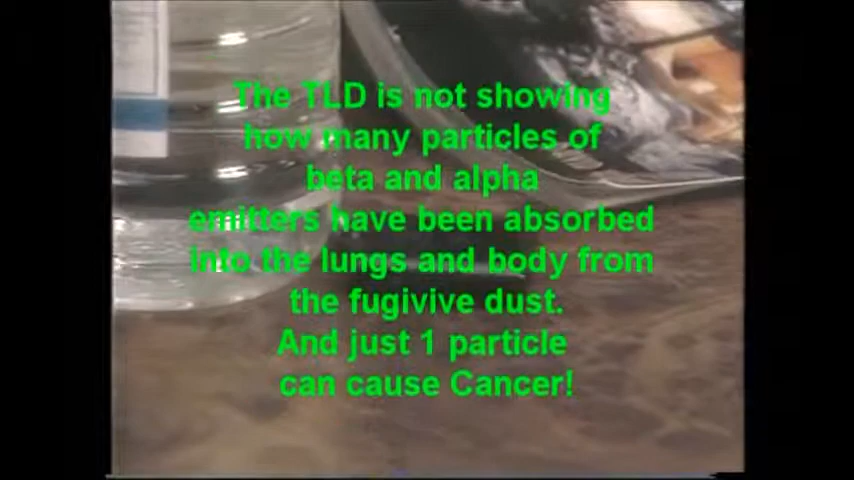 The TLD is not showing
how many particles of
beta and alpha
emitters have been absorbed
into the lungs and body from
the fugivive dust.
And just 1 particle
can cause Cancer!